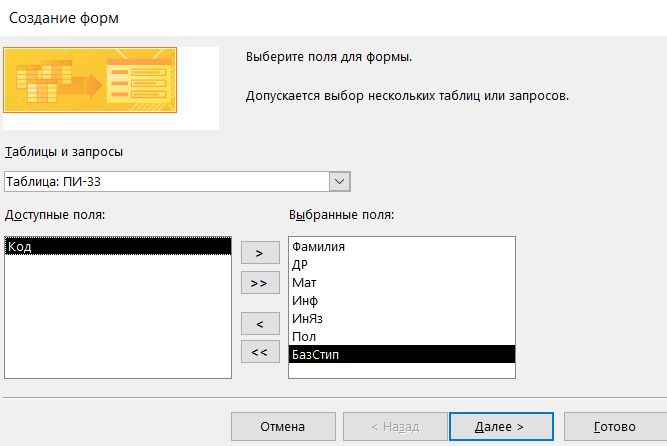 Создание форм
Выберите поля для формы.
Допускается выбор нескольких таблиц или запросов.
Таблицы и запросы
Таблица: ПИ-33
Доступные поля:
Выбранные поля:
Код
>
>>
<
<<
Фамилия
ДР
Мат
Инф
ИнЯз
Пол
БазСтип
Отмена
< Назад
Далее >
Готово